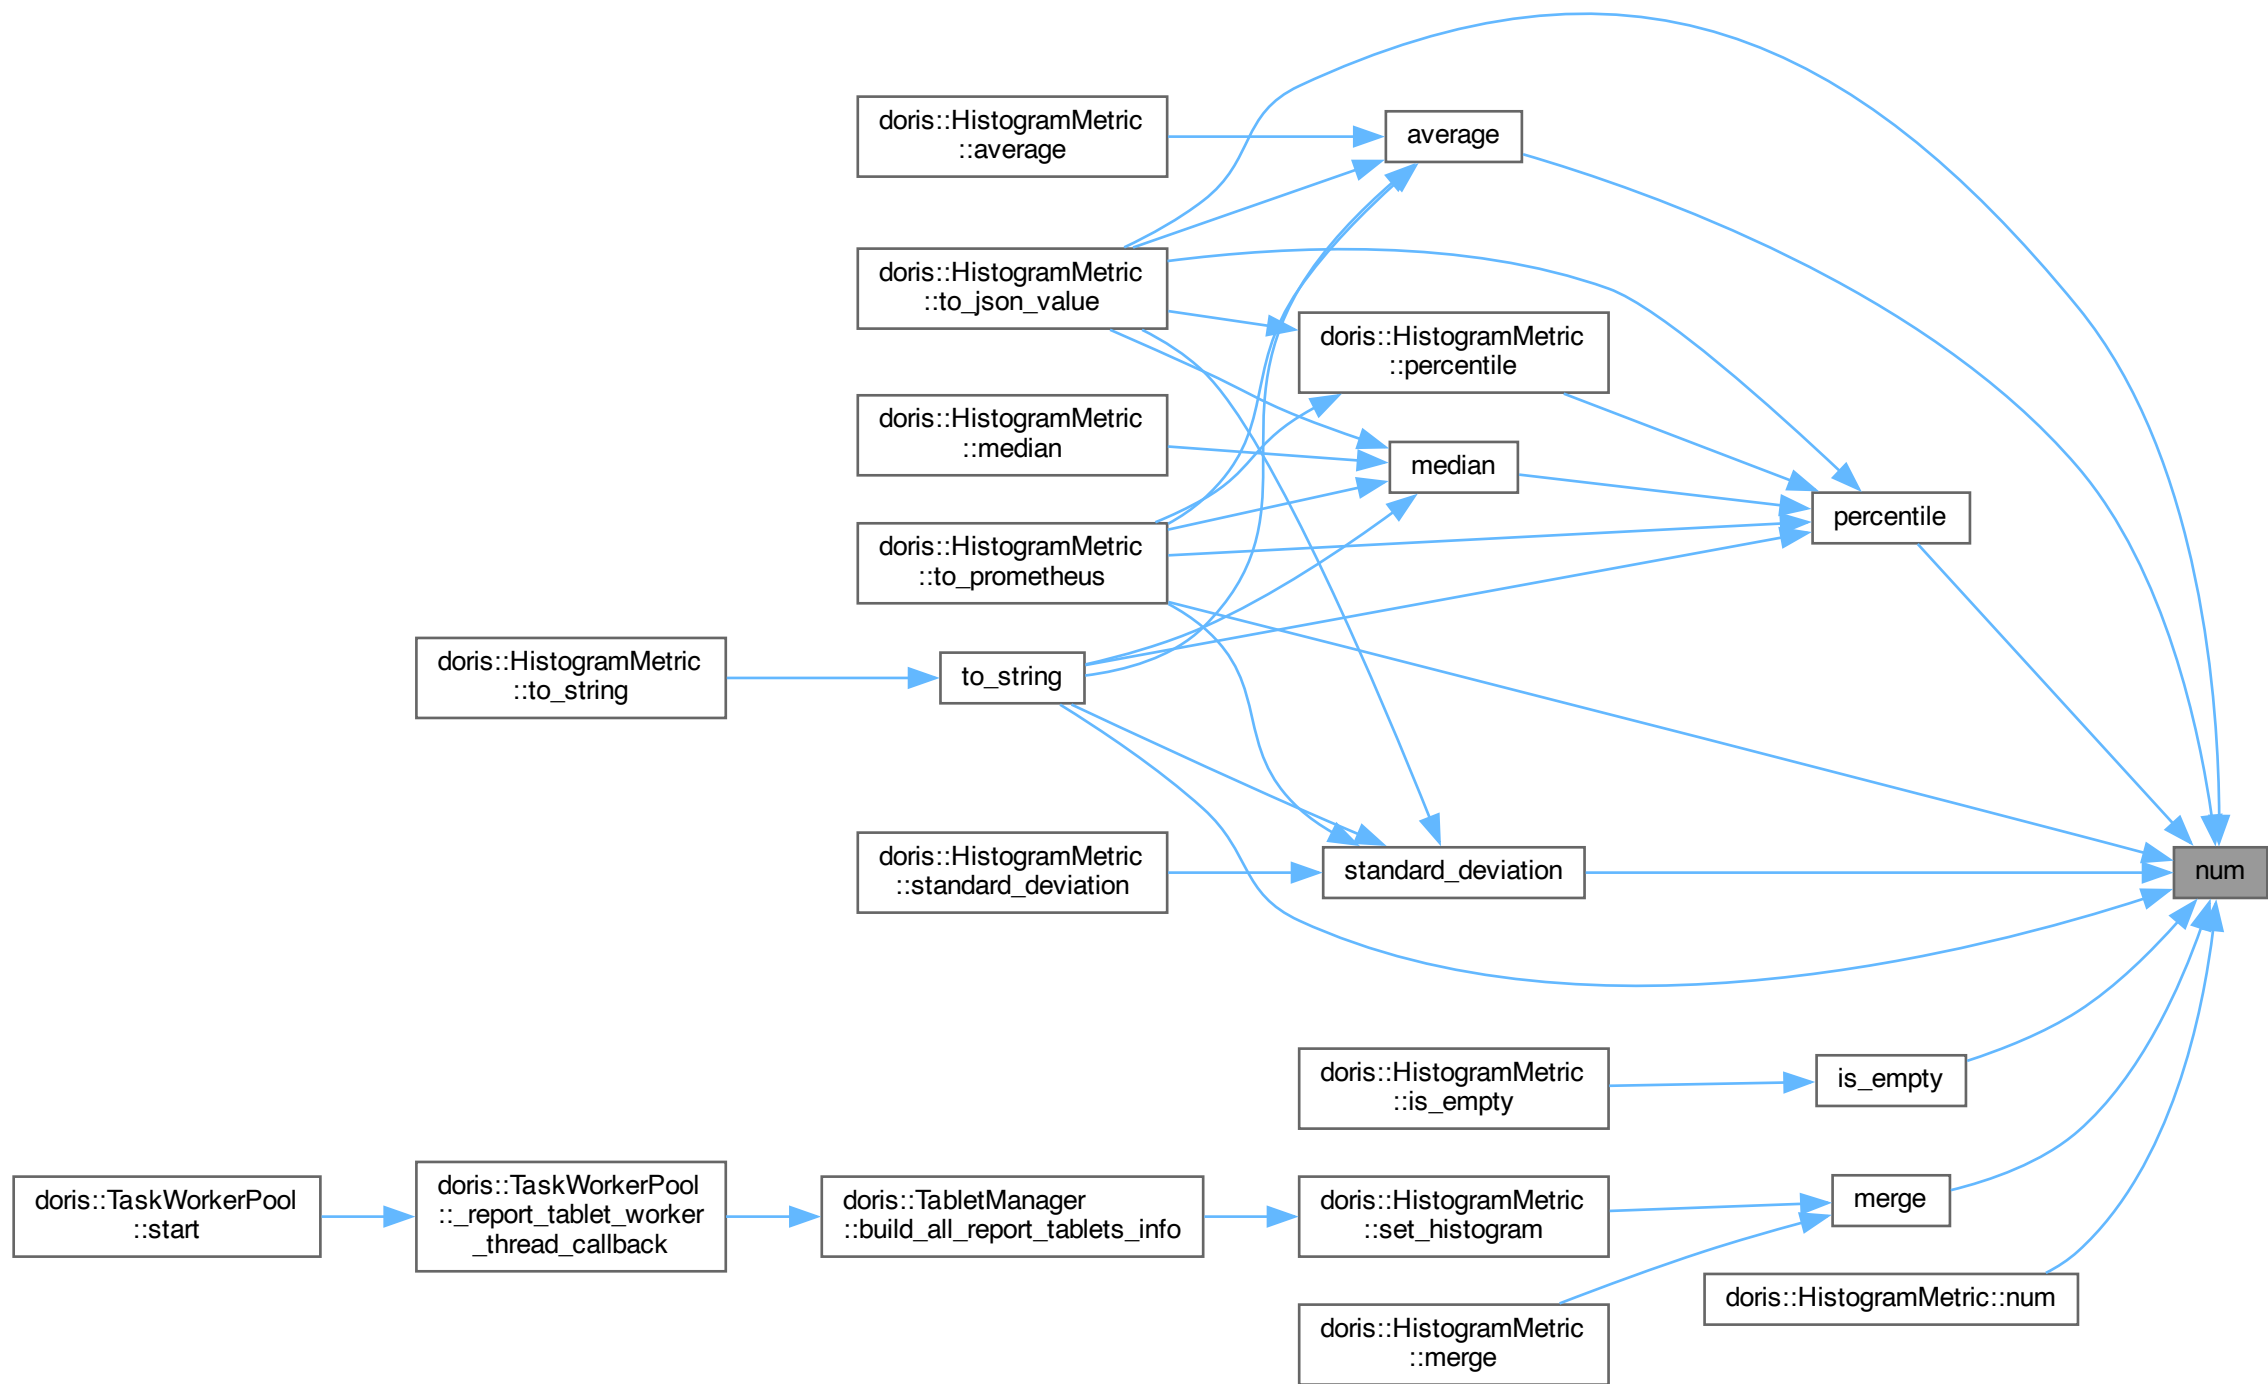 doris::HistogramMetric
::average
average
doris::HistogramMetric
::to_json_value
doris::HistogramMetric
::percentile
doris::HistogramMetric
::median
median
percentile
doris::HistogramMetric
::to_prometheus
doris::HistogramMetric
::to_string
to_string
doris::HistogramMetric
::standard_deviation
standard_deviation
num
doris::HistogramMetric
::is_empty
is_empty
doris::TaskWorkerPool
::start
doris::TaskWorkerPool
::_report_tablet_worker
_thread_callback
doris::TabletManager
::build_all_report_tablets_info
doris::HistogramMetric
::set_histogram
merge
doris::HistogramMetric::num
doris::HistogramMetric
::merge